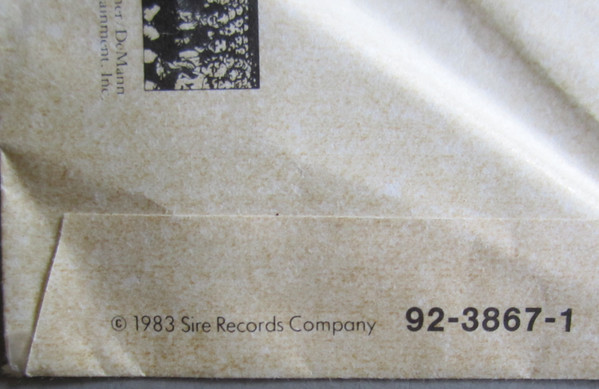 © 1983 Sire Records Company 92-3867-1
DeMann
Inc.